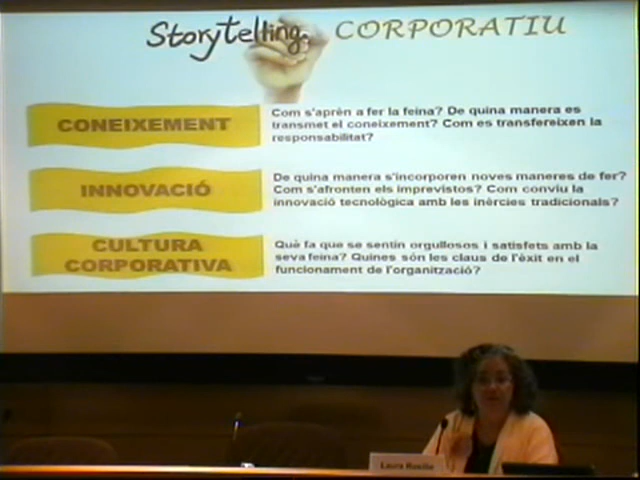 Storytelling CORPORATIU
CONEIXEMENT
Com s'aprèn a fer la feina? De quina manera es
transmet el coneixement? Com es transfereixen la
responsabilitat?
INNOVACIÓ
De quina manera s'incorporen noves maneres de fer?
Com s'afronten els imprevistos? Com conviu la
innovació tecnològica amb les inèrcies tradicionals?
CULTURA
CORPORATIVA
Què fa que se sentin orgullosos i satisfets amb la
seva feina? Quines són les claus de l'èxit en el
funcionament de l'organització?
Laura